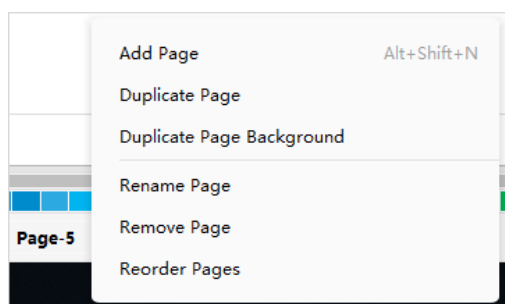 Add Page Alt+Shift+N
Duplicate Page
Duplicate Page Background
Rename Page
Remove Page
Page-5
Reorder Pages